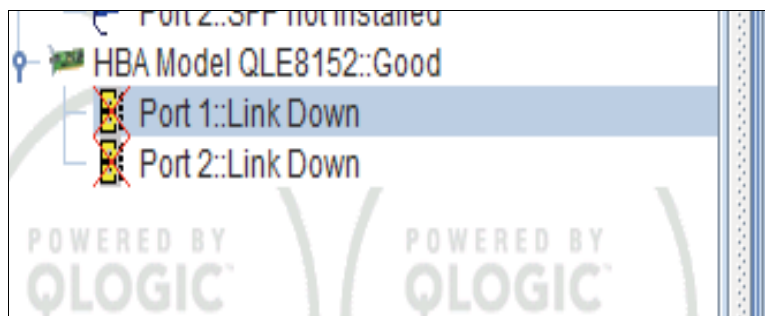 Port 2::SFP not installed
HBA Model QLE8152::Good
Port 1::Link Down
Port 2::Link Down
POWERED BY POWERED BY
QLOGIC QLOGIC